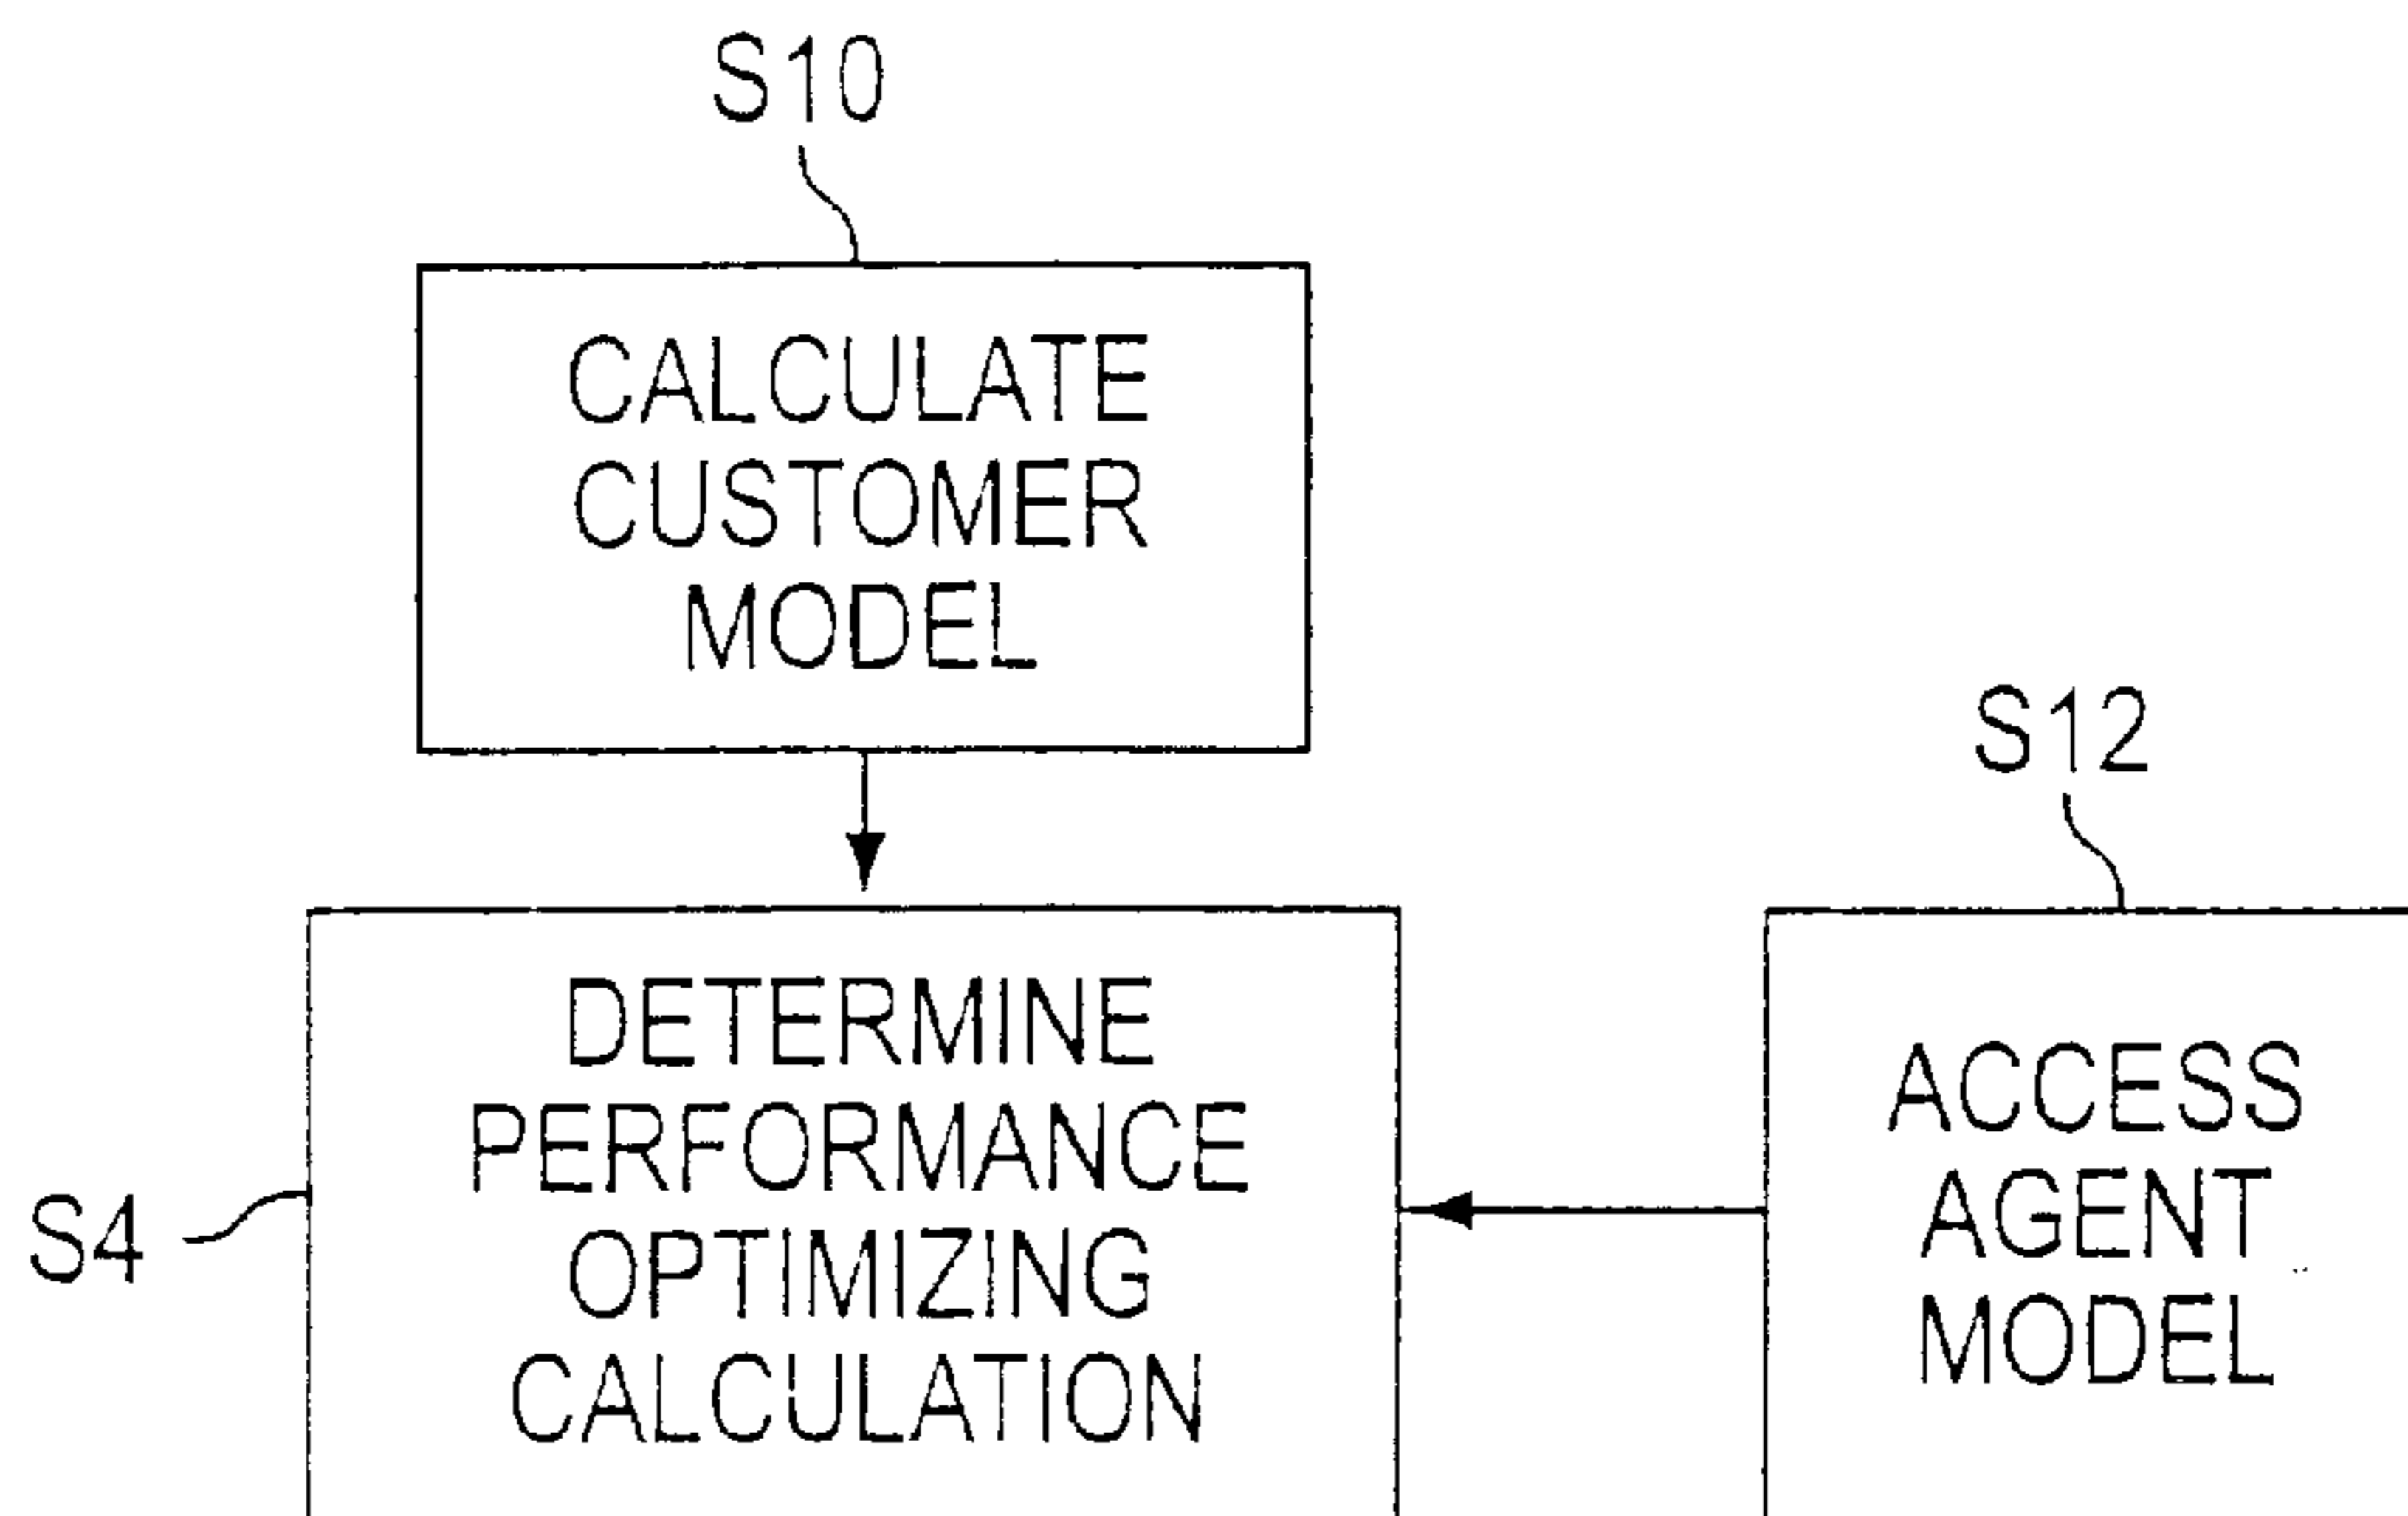 S10
CALCULATE
CUSTOMER
MODEL
S12
S4
DETERMINE
PERFORMANCE
OPTIMIZING
CALCULATION
ACCESS
AGENT
MODEL